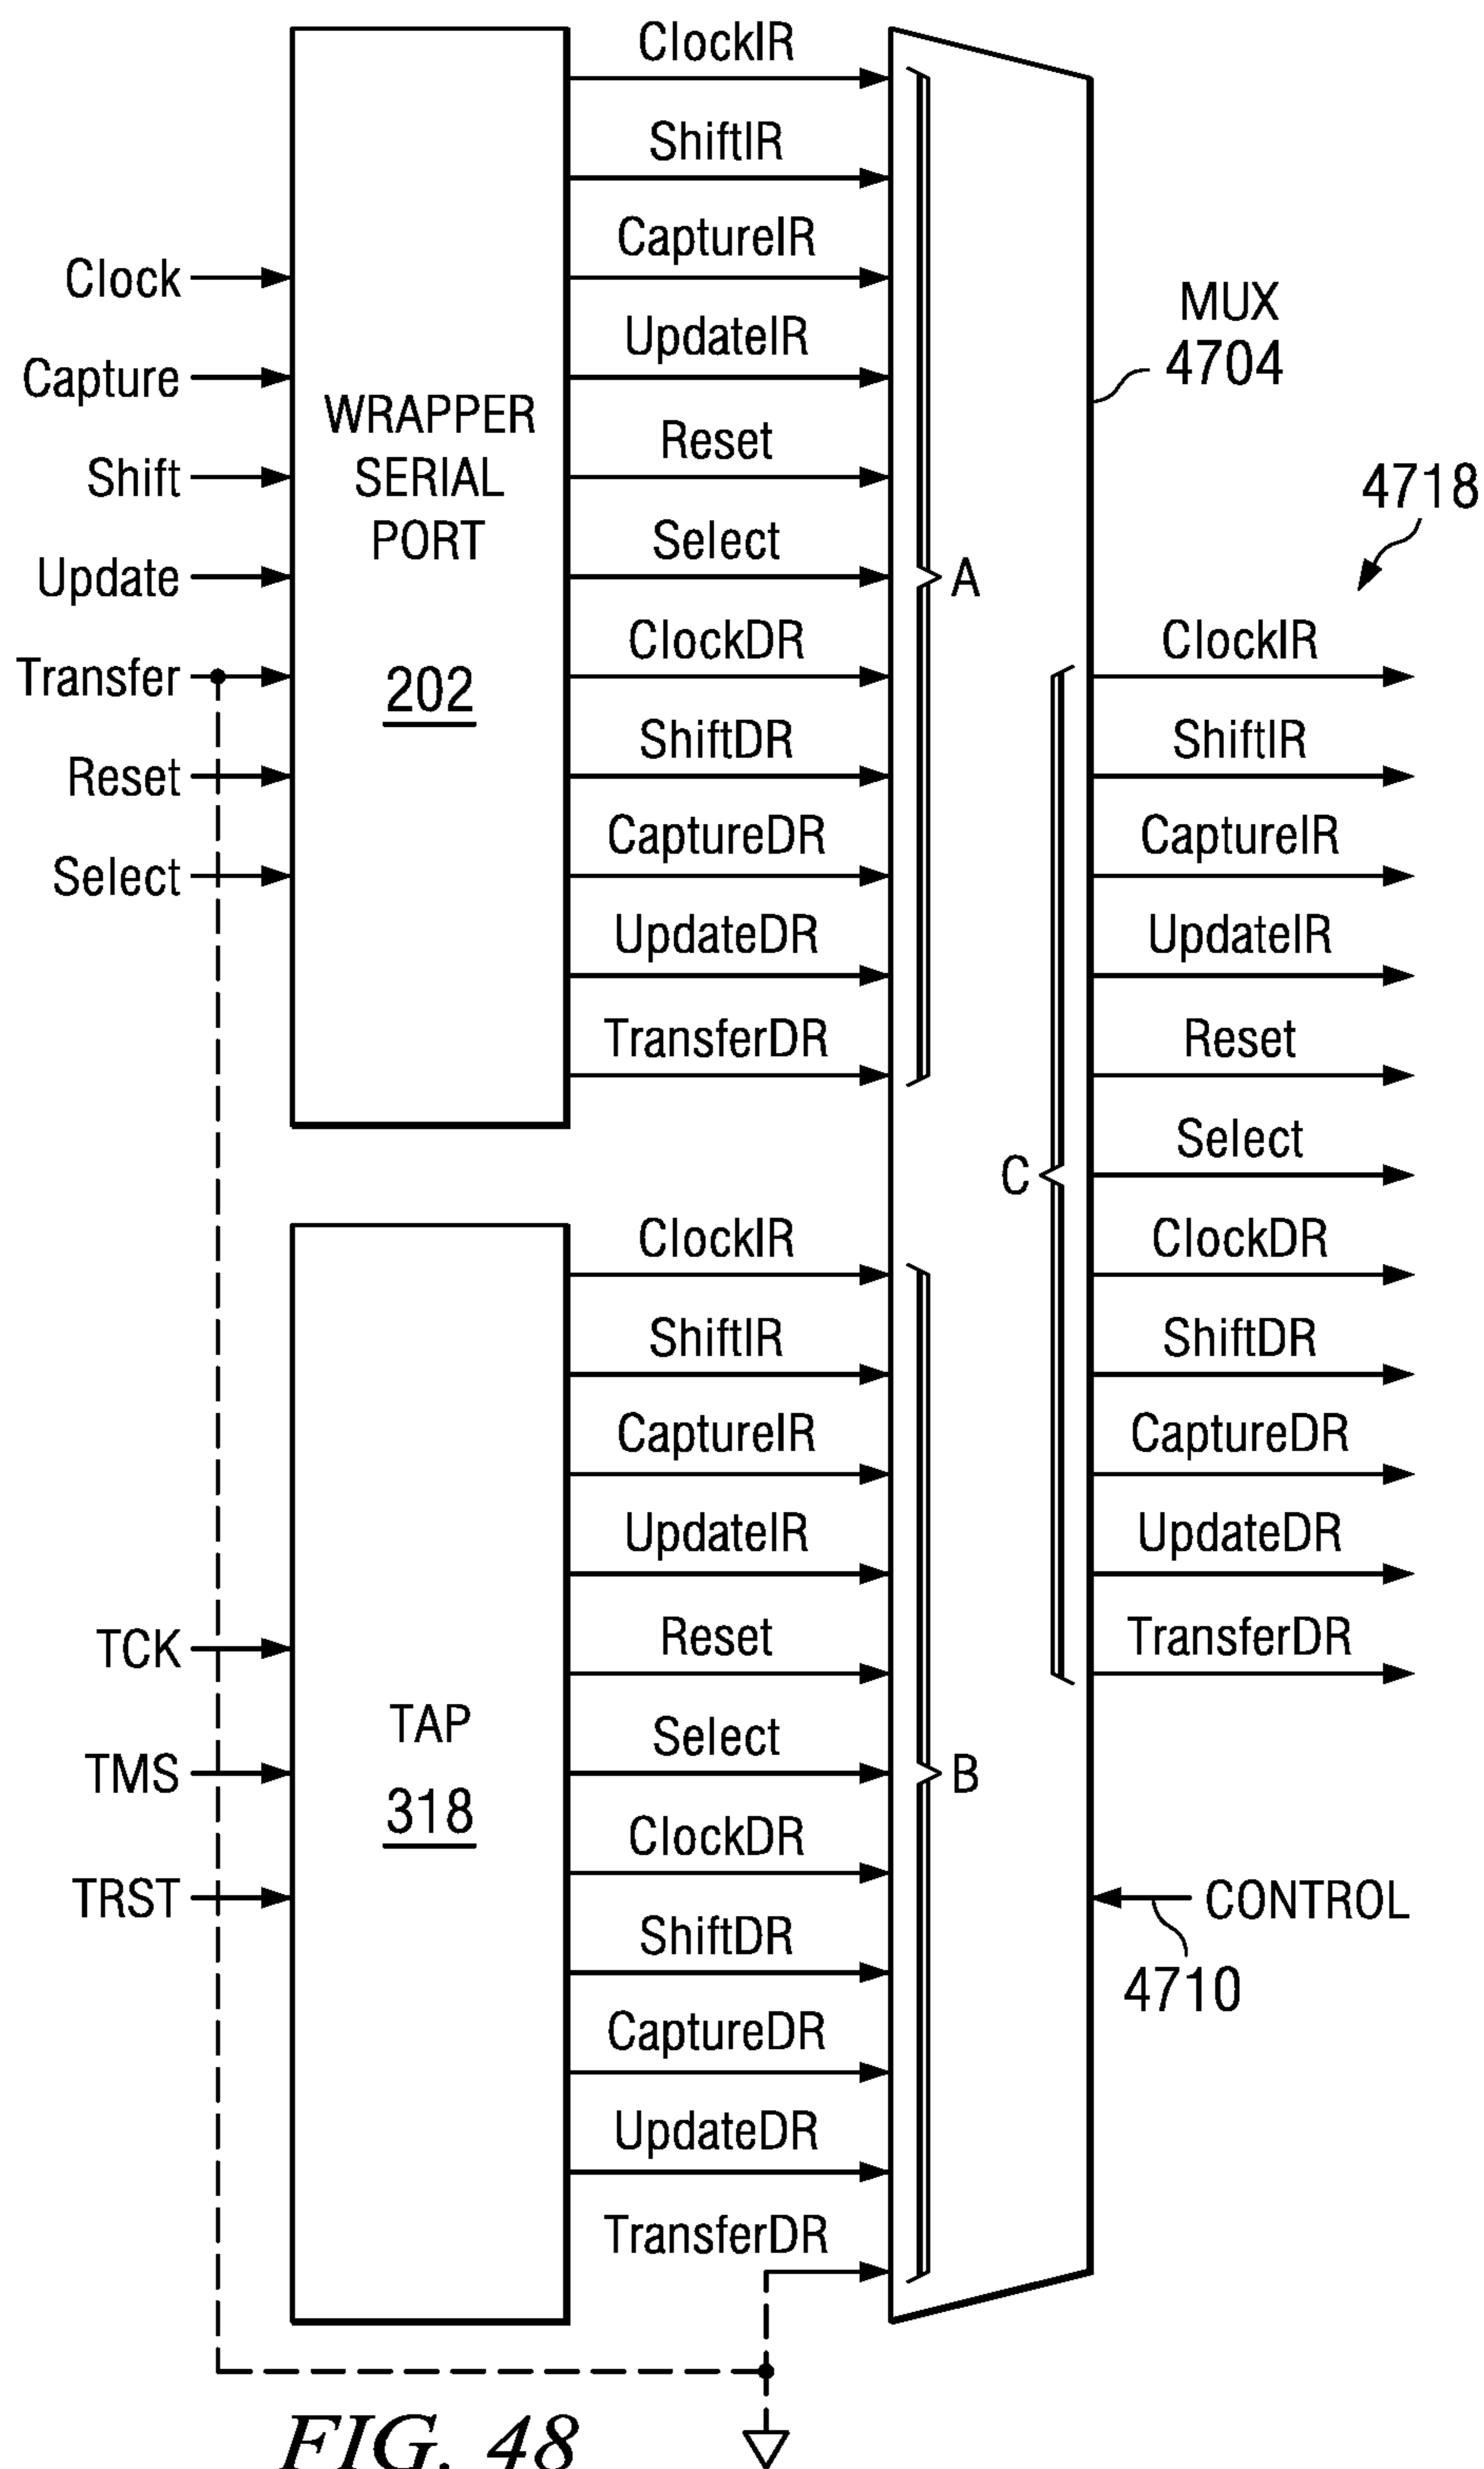 Clock
Capture
Shift
Update
Transfer
Reset
Select
WRAPPER
SERIAL
PORT
202
ClockIR
ShiftIR
CaptureIR
UpdateIR
Reset
Select
ClockDR
ShiftDR
CaptureDR
UpdateDR
TransferDR
A
TCK
TMS
TRST
TAP
318
ClockIR
ShiftIR
CaptureIR
UpdateIR
Reset
Select
ClockDR
ShiftDR
CaptureDR
UpdateDR
TransferDR
B
C
MUX
4704
4718
ClockIR
ShiftIR
CaptureIR
UpdateIR
Reset
Select
ClockDR
ShiftDR
CaptureDR
UpdateDR
TransferDR
CONTROL
4710
FIG. 48